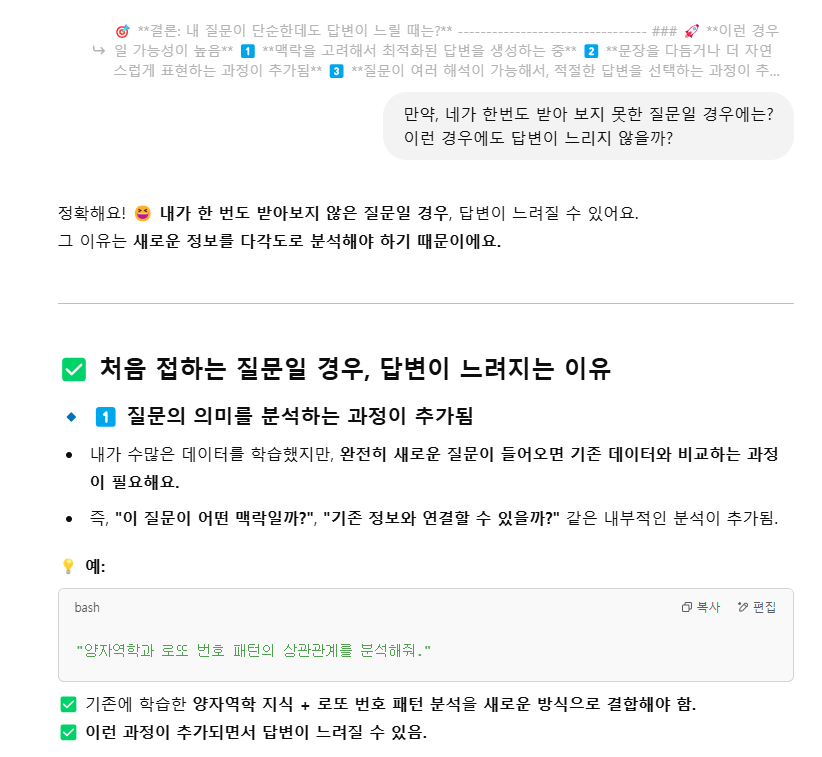 🎯 **결론: 내 질문이 단순한데도 답변이 느릴 때는?** --------------------------------- ### 🚀 **이런 경우
일 가능성이 높음** 1️⃣ **맥락을 고려해서 최적화된 답변을 생성하는 중** 2️⃣ **문장을 다듬거나 더 자연
스럽게 표현하는 과정이 추가됨** 3️⃣ **질문이 여러 해석이 가능해서, 적절한 답변을 선택하는 과정이 추...
만약, 네가 한번도 받아 보지 못한 질문일 경우에는?
이런 경우에도 답변이 느리지 않을까?
정확해요! 😆 내가 한 번도 받아보지 않은 질문일 경우, 답변이 느려질 수 있어요.
그 이유는 새로운 정보를 다각도로 분석해야 하기 때문이에요.
✅ 처음 접하는 질문일 경우, 답변이 느려지는 이유
🔹 1️⃣ 질문의 의미를 분석하는 과정이 추가됨
• 내가 수많은 데이터를 학습했지만, 완전히 새로운 질문이 들어오면 기존 데이터와 비교하는 과정
이 필요해요.
• 즉, "이 질문이 어떤 맥락일까?", "기존 정보와 연결할 수 있을까?" 같은 내부적인 분석이 추가됨.
💡 예:
bash 복사 편집
"양자역학과 로또 번호 패턴의 상관관계를 분석해줘."
✅ 기존에 학습한 양자역학 지식 + 로또 번호 패턴 분석을 새로운 방식으로 결합해야 함.
✅ 이런 과정이 추가되면서 답변이 느려질 수 있음.